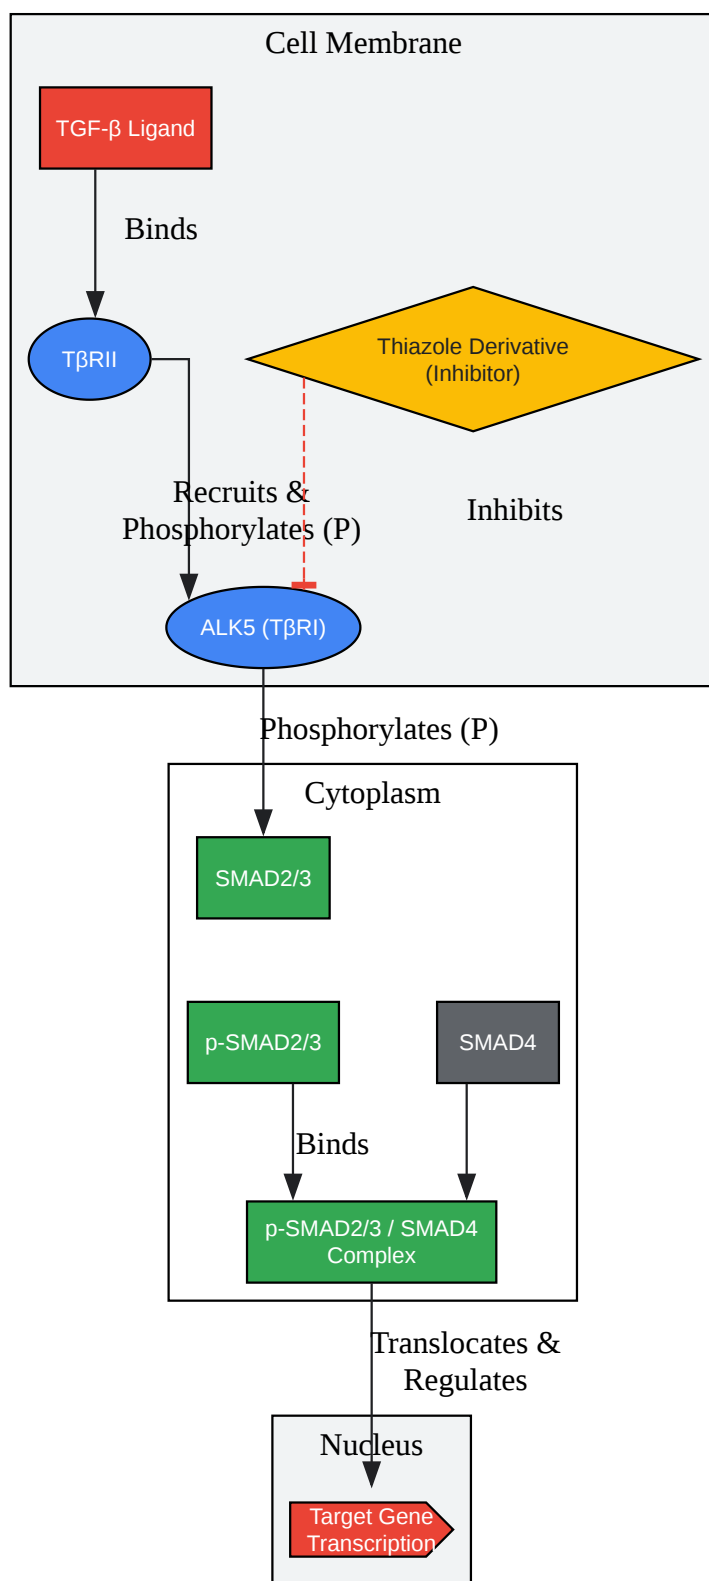 Cell Membrane
TGF-β Ligand
Binds
TβRII
Thiazole Derivative
(Inhibitor)
Recruits &
Phosphorylates (P)
Inhibits
ALK5 (TβRI)
Phosphorylates (P)
Cytoplasm
SMAD2/3
p-SMAD2/3
SMAD4
Binds
p-SMAD2/3 / SMAD4
Complex
Translocates &
Regulates
Nucleus
Target Gene
Transcription